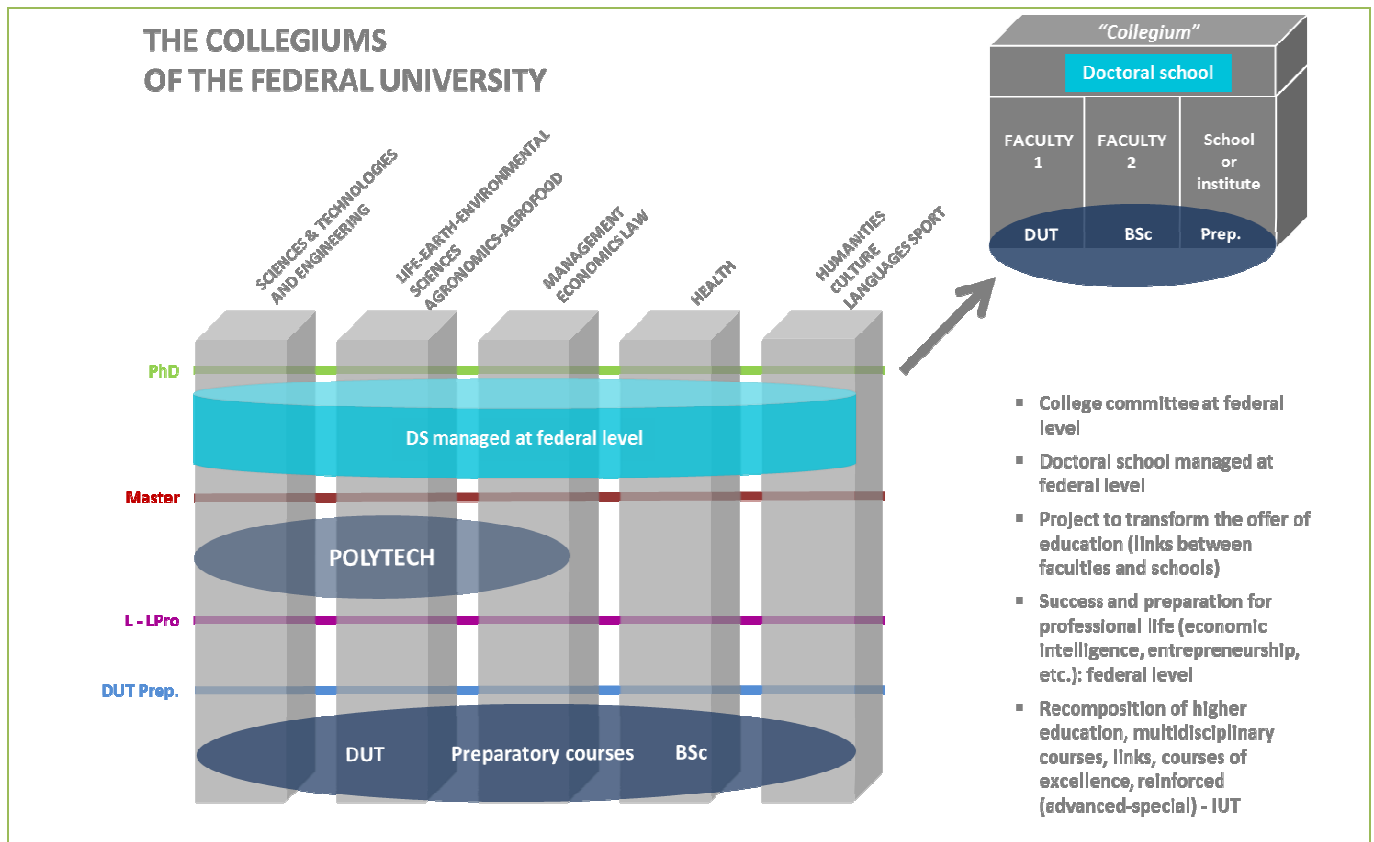 THE COLLEGIUMS
OF THE FEDERAL UNIVERSITY
“Collegium”
Doctoral school
FACULTY
1
FACULTY
2
School
or
institute
DUT
BSc
Prep.
SCIENCES & TECHNOLOGIES
AND ENGINEERING
LIFE-EARTH-ENVIRONMENTAL
SCIENCES
AGRONOMICS-AGROFOOD
MANAGEMENT
ECONOMICS LAW
HEALTH
HUMANITIES
CULTURE
LANGUAGES SPORT
PhD
DS managed at federal level
Master
POLYTECH
L - LPro
DUT Prep.
DUT
Preparatory courses
BSc
▪ College committee at federal
level
▪ Doctoral school managed at
federal level
▪ Project to transform the offer of
education (links between
faculties and schools)
▪ Success and preparation for
professional life (economic
intelligence, entrepreneurship,
etc.): federal level
▪ Recomposition of higher
education, multidisciplinary
courses, links, courses of
excellence, reinforced
(advanced-special) - IUT